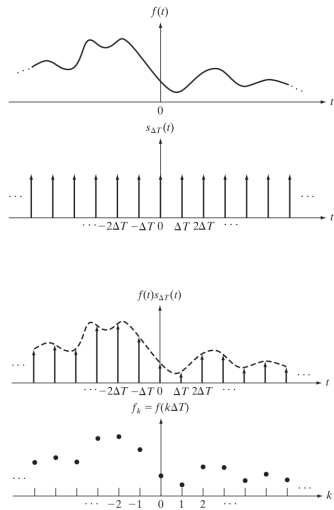 f(t)
t
0
s_{ΔT}(t)
... ... t
... −2ΔT −ΔT 0 ΔT 2ΔT ...
f(t)s_{ΔT}(t)
... ... t
... −2ΔT −ΔT 0 ΔT 2ΔT ...
f_k = f(kΔT)
... ... k
... −2 −1 0 1 2 ...